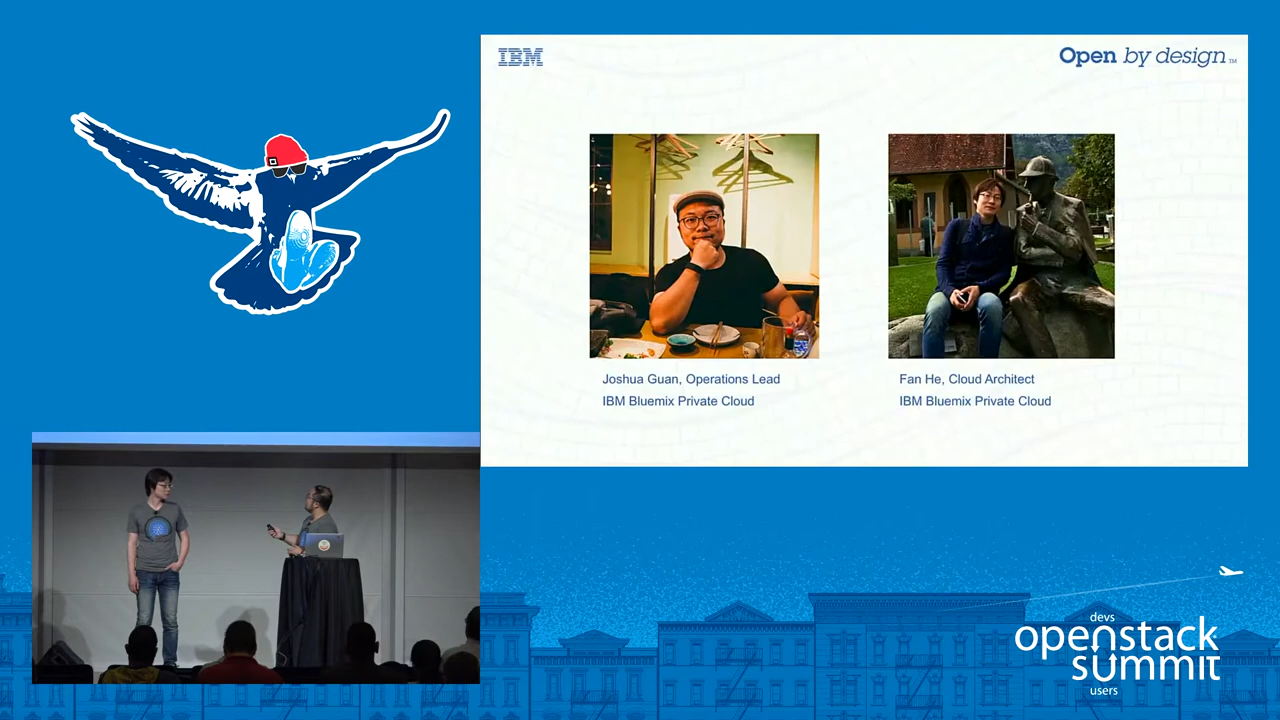 IBM
Open by design™
Joshua Guan, Operations Lead
IBM Bluemix Private Cloud
Fan He, Cloud Architect
IBM Bluemix Private Cloud
devs
openstack
summit
users